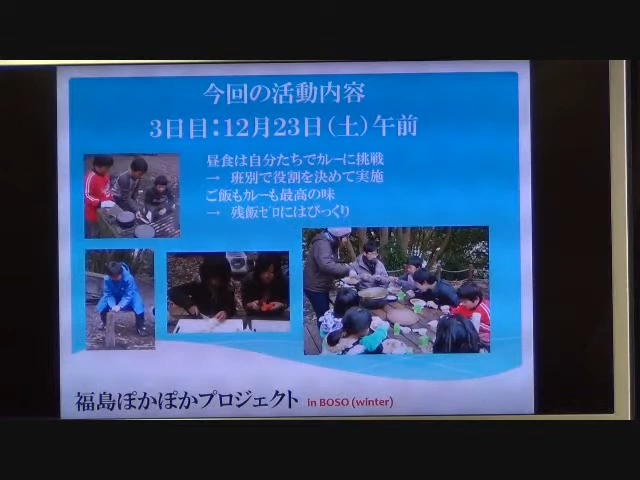 今回の活動内容
3日目：12月23日（土）午前
昼食は自分たちでカレーに挑戦
→ 班別で役割を決めて実施
ご飯もカレーも最高の味
→ 残飯ゼロにはびっくり
福島ぽかぽかプロジェクト in BOSO (winter)